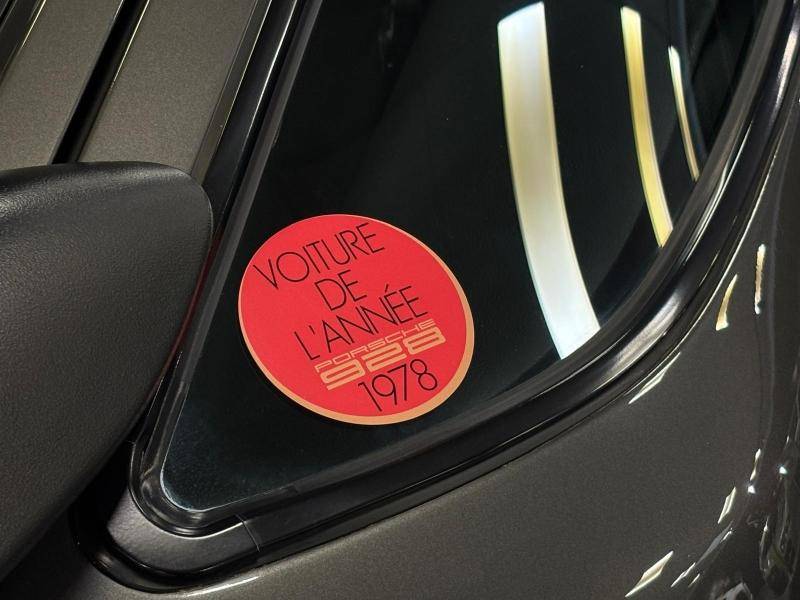 VOITURE
DE
L'ANNÉE
PORSCHE
928
1978